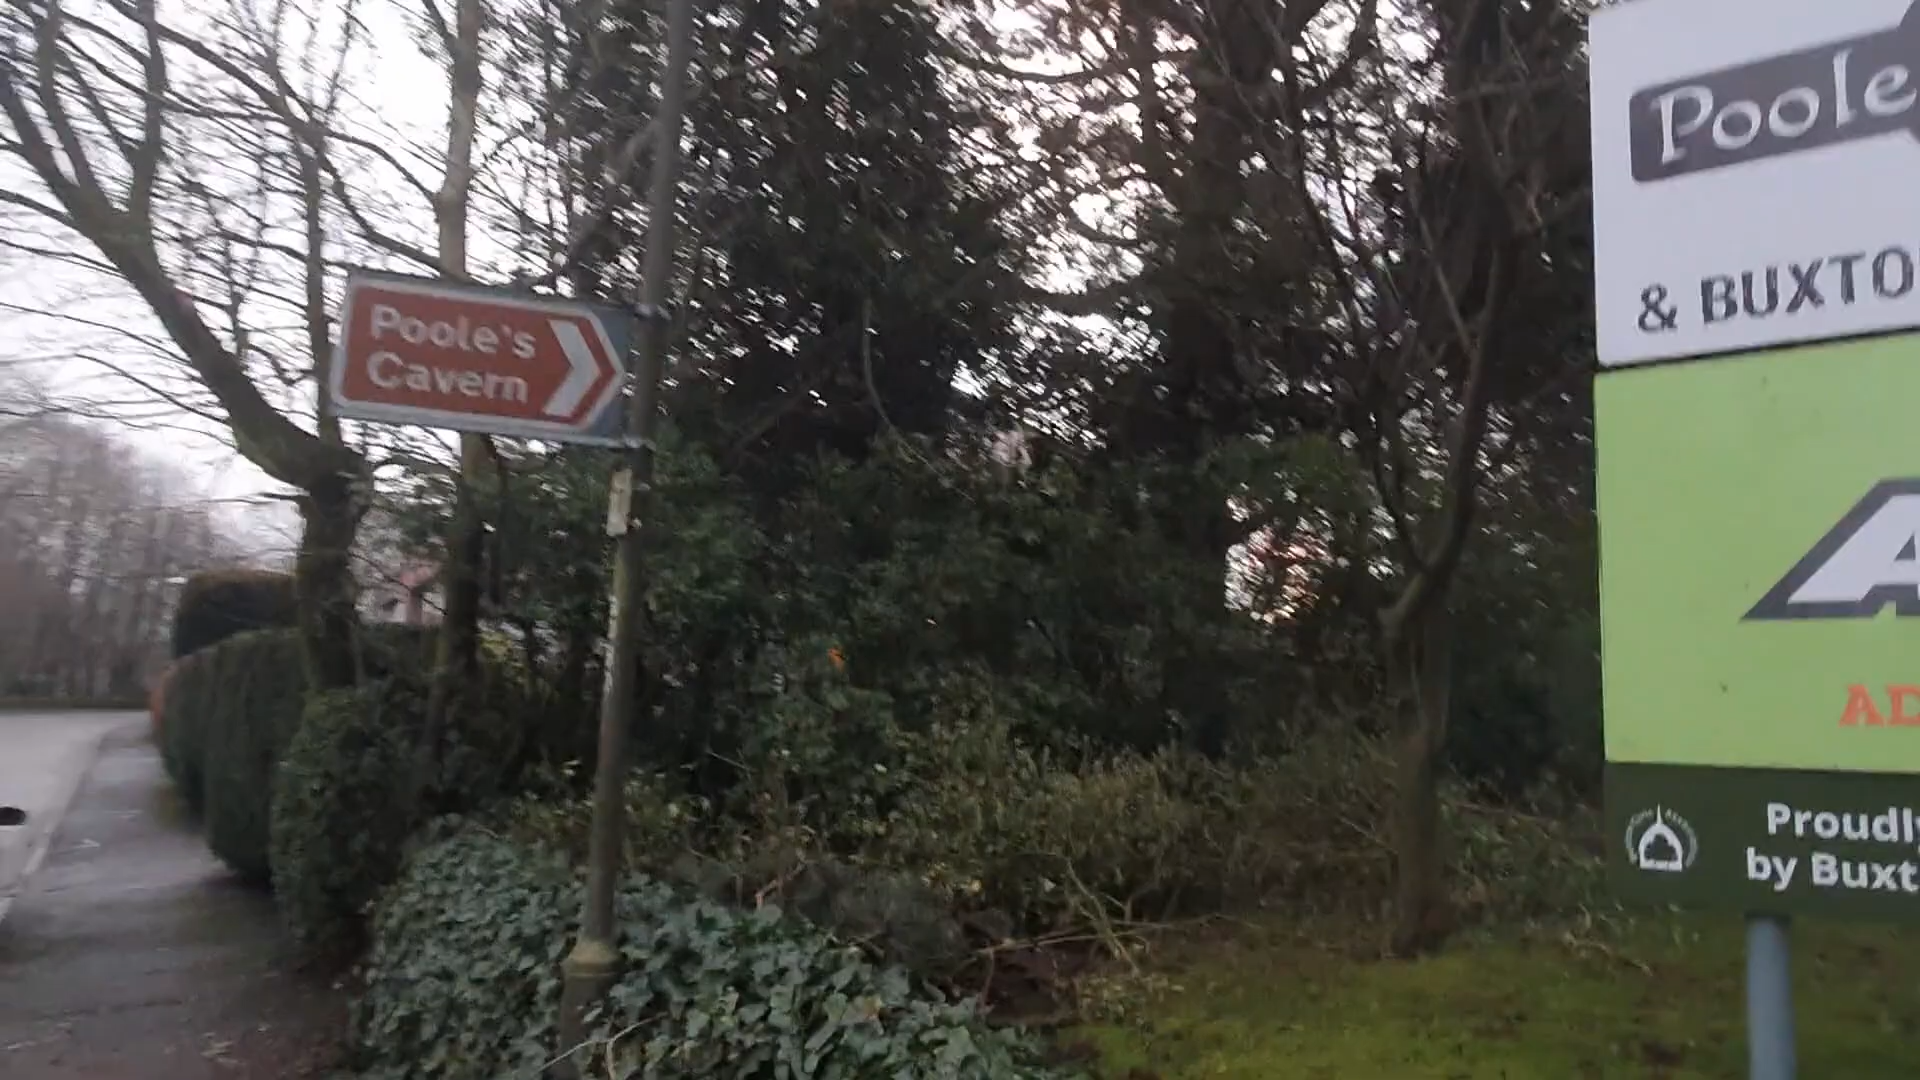 Poole's
Cavern
Poole
& BUXTO
A
AD
Proudly
by Buxt